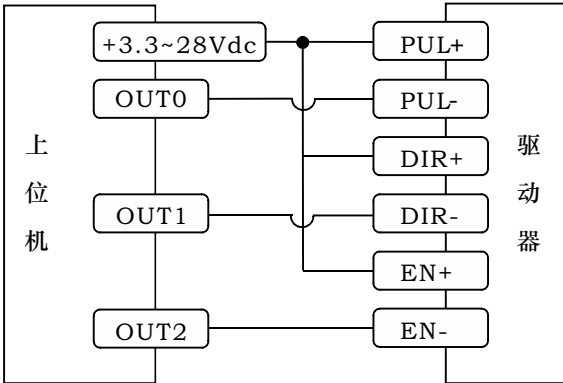 +3.3~28Vdc
PUL+
OUT0
PUL-
上位机
DIR+
驱动器
OUT1
DIR-
EN+
OUT2
EN-